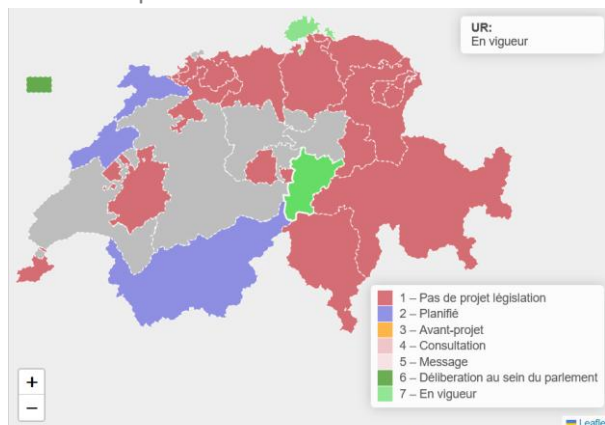 UR:
En vigueur
1 – Pas de projet législation
2 – Planifié
3 – Avant-projet
4 – Consultation
5 – Message
6 – Déliberation au sein du parlement
7 – En vigueur
+
−